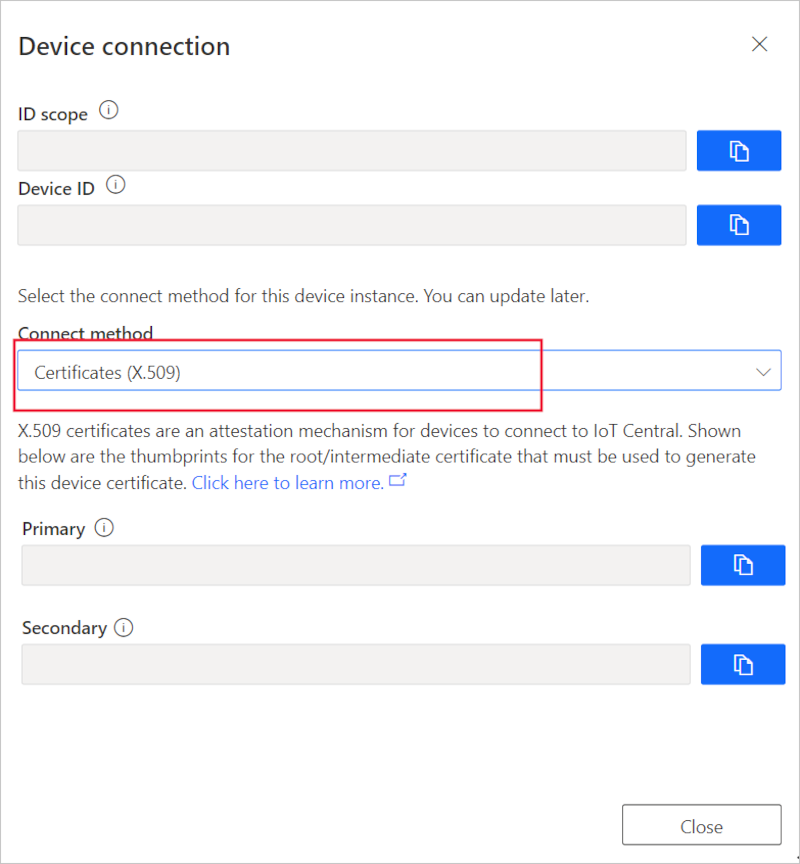 Device connection
ID scope
Device ID
Select the connect method for this device instance. You can update later.
Connect method
Certificates (X.509)
X.509 certificates are an attestation mechanism for devices to connect to IoT Central. Shown
below are the thumbprints for the root/intermediate certificate that must be used to generate
this device certificate. Click here to learn more.
Primary
Secondary
Close